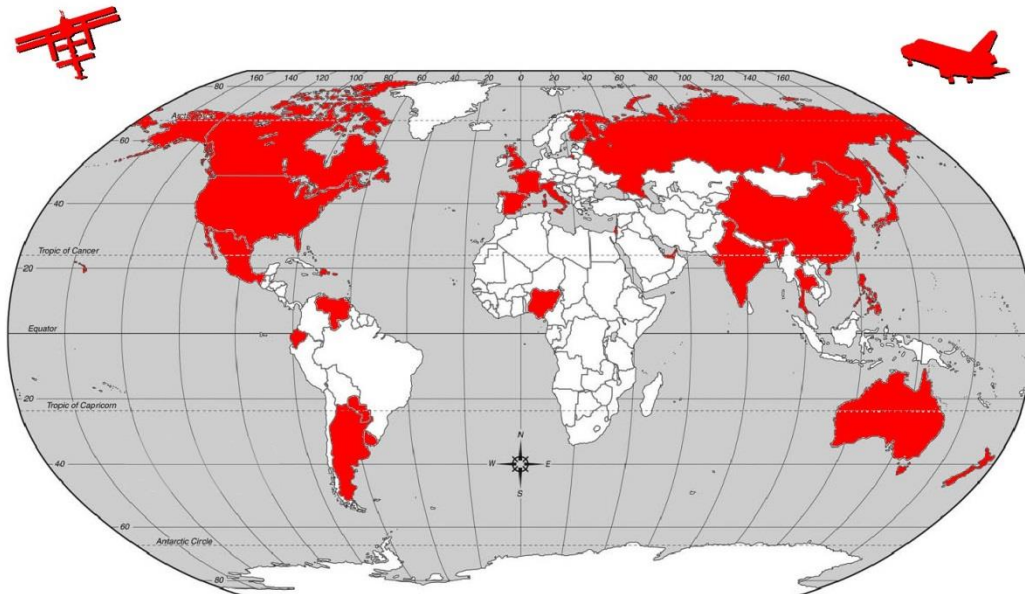 160 140 120 100 80 60 40 20 0 20 40 60 80 100 120 140 160
80
60
40
Tropic of Cancer
20
Equator
20
Tropic of Capricorn
N
W E
S
40
60
Antarctic Circle
80